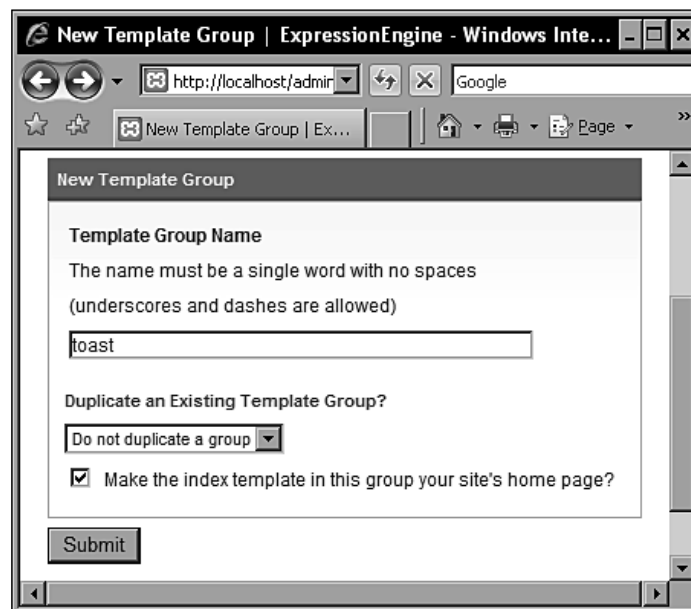 New Template Group | ExpressionEngine - Windows Inte...
http://localhost/admin
Google
New Template Group | Ex...
Page
New Template Group
Template Group Name
The name must be a single word with no spaces
(underscores and dashes are allowed)
toast
Duplicate an Existing Template Group?
Do not duplicate a group
Make the index template in this group your site's home page?
Submit